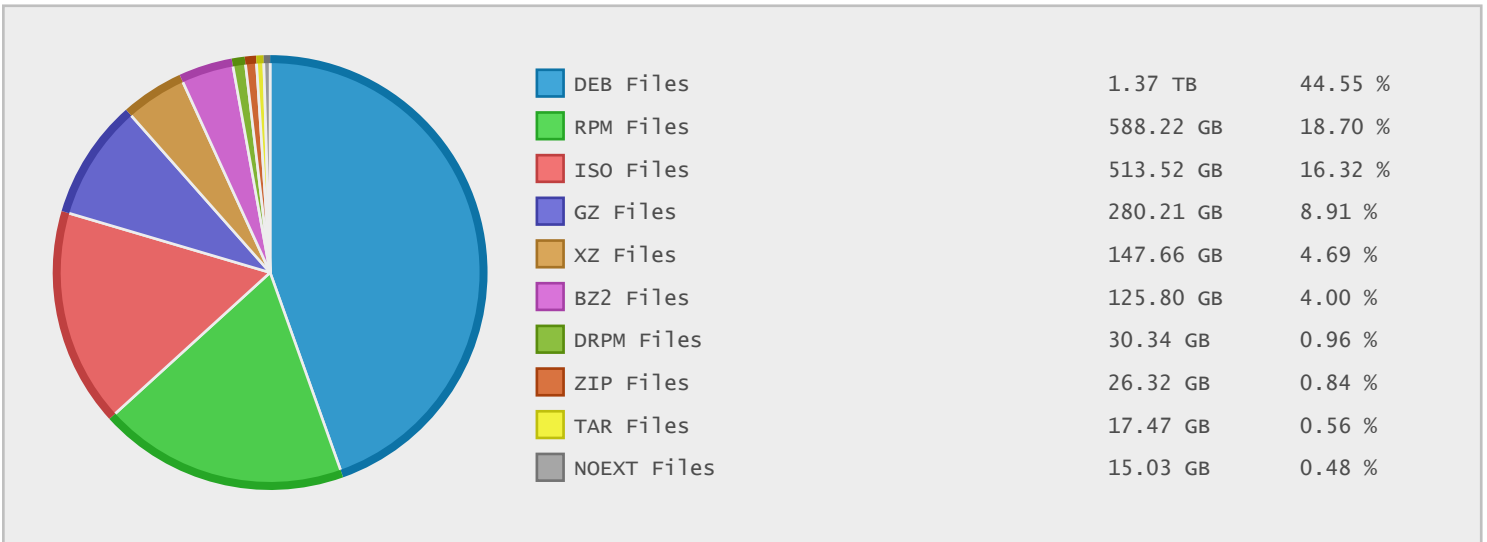 DEB Files 1.37 TB 44.55 %
RPM Files 588.22 GB 18.70 %
ISO Files 513.52 GB 16.32 %
GZ Files 280.21 GB 8.91 %
XZ Files 147.66 GB 4.69 %
BZ2 Files 125.80 GB 4.00 %
DRPM Files 30.34 GB 0.96 %
ZIP Files 26.32 GB 0.84 %
TAR Files 17.47 GB 0.56 %
NOEXT Files 15.03 GB 0.48 %